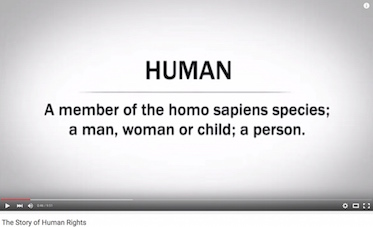 HUMAN
A member of the homo sapiens species;
a man, woman or child; a person.
The Story of Human Rights